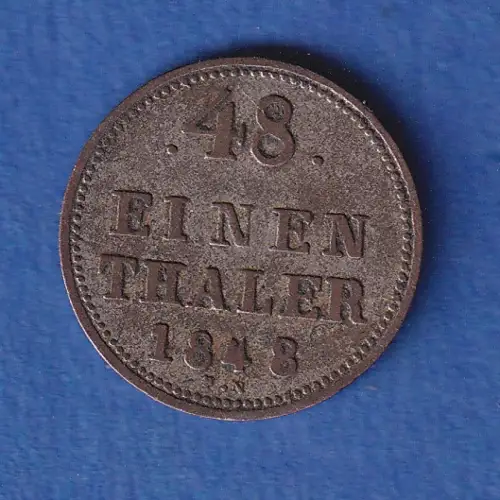 .48.
EINEN
THALER
1848